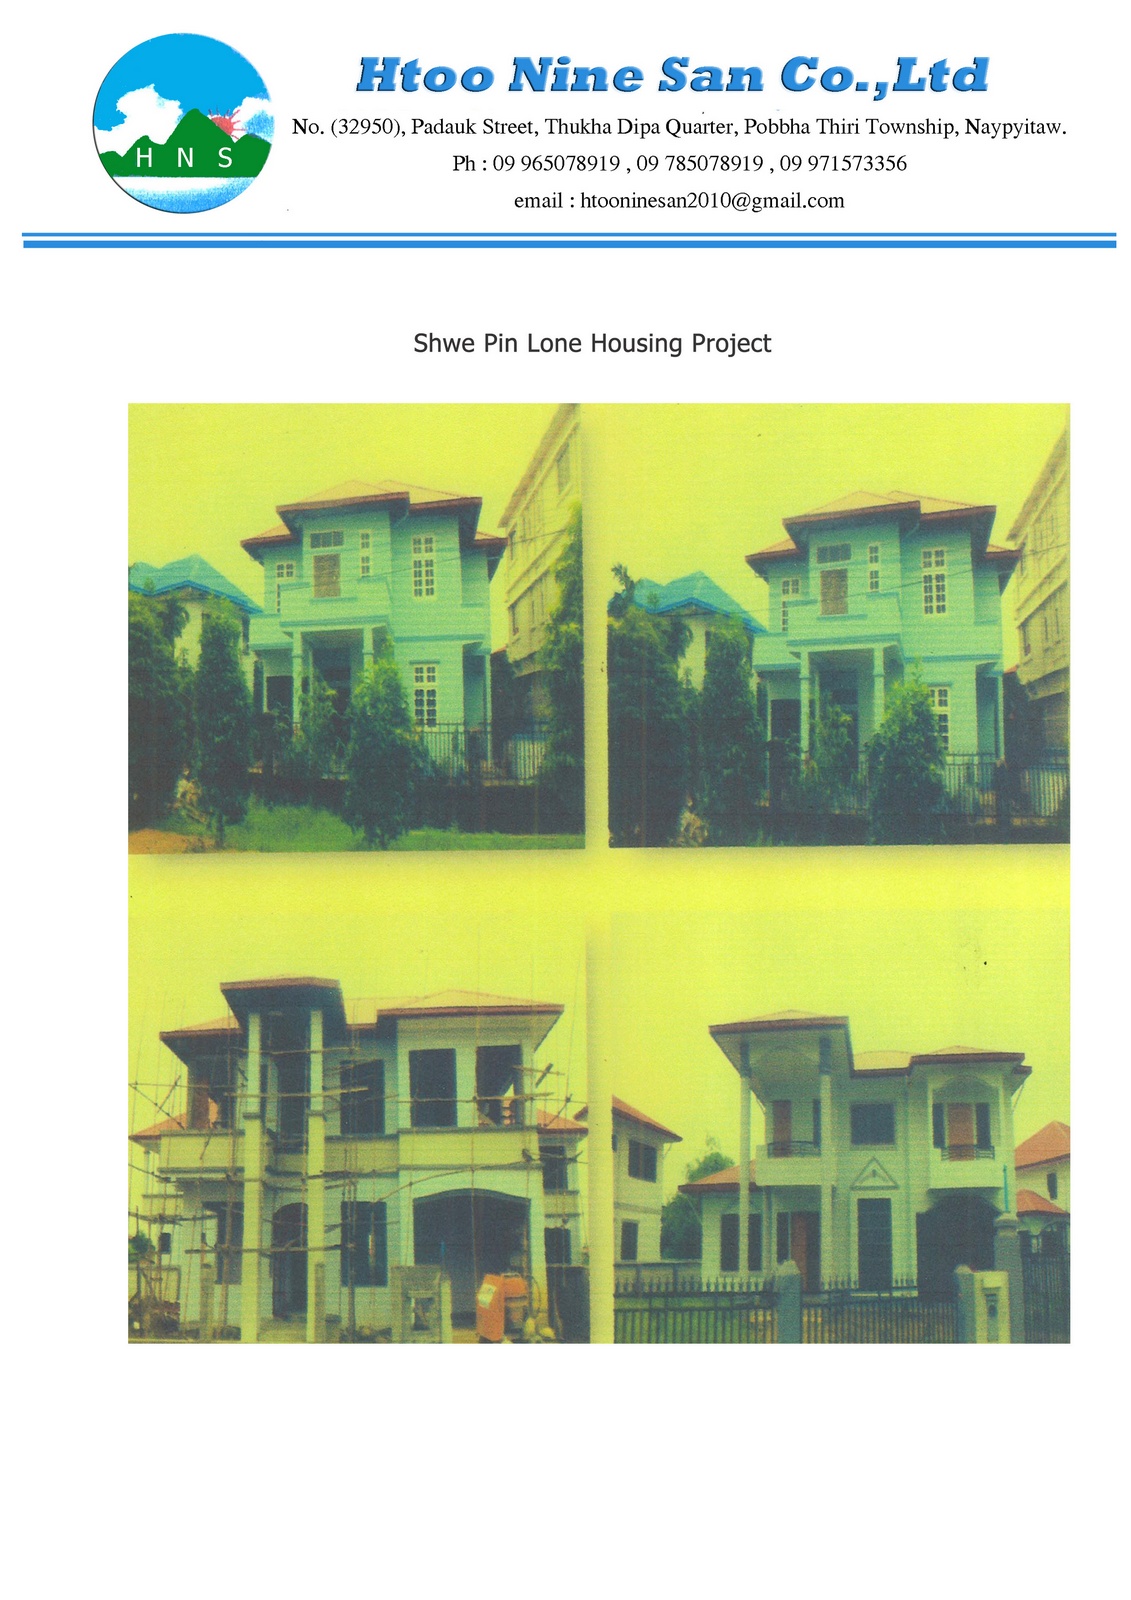 H N S
Htoo Nine San Co.,Ltd
No. (32950), Padauk Street, Thukha Dipa Quarter, Pobbha Thiri Township, Naypyitaw.
Ph : 09 965078919 , 09 785078919 , 09 971573356
email : htooninesan2010@gmail.com
Shwe Pin Lone Housing Project